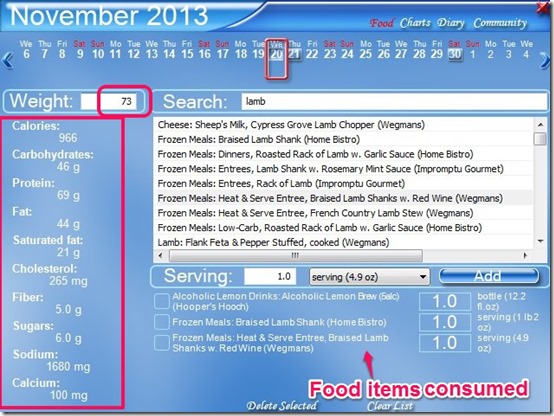 November 2013
Food Charts Diary Community
We Thu Fri Sat Sun Mo Tu We Thu Fri Sat Sun Mo Tu We Thu Fri Sat Sun Mo Tu We Thu Fri Sat Sun Mo Tu We
6 7 8 9 10 11 12 13 14 15 16 17 18 19 20 21 22 23 24 25 26 27 28 29 30 1 2 3 4
Weight: 73
Search: lamb
Calories:
966
Carbohydrates:
46 g
Protein:
69 g
Fat:
44 g
Saturated fat:
21 g
Cholesterol:
265 mg
Fiber:
5.0 g
Sugars:
6.0 g
Sodium:
1680 mg
Calcium:
100 mg
Cheese: Sheep's Milk, Cypress Grove Lamb Chopper (Wegmans)
Frozen Meals: Braised Lamb Shank (Home Bistro)
Frozen Meals: Dinners, Roasted Rack of Lamb w. Garlic Sauce (Home Bistro)
Frozen Meals: Entrees, Lamb Shank w. Rosemary Mint Sauce (Impromptu Gourmet)
Frozen Meals: Entrees, Rack of Lamb (Impromptu Gourmet)
Frozen Meals: Heat & Serve Entree, Braised Lamb Shanks w. Red Wine (Wegmans)
Frozen Meals: Heat & Serve Entree, French Country Lamb Stew (Wegmans)
Frozen Meals: Low-Carb, Roasted Rack of Lamb w. Garlic Sauce (Home Bistro)
Lamb: Flank Feta & Pepper Stuffed, cooked (Wegmans)
Serving: 1.0 serving (4.9 oz) Add
Alcoholic Lemon Drinks: Alcoholic Lemon Brew (5alc)
(Hooper's Hooch)
1.0
bottle (12.2
fl.oz)
Frozen Meals: Braised Lamb Shank (Home Bistro)
1.0
serving (1 lb 2
oz)
Frozen Meals: Heat & Serve Entree, Braised Lamb
Shanks w. Red Wine (Wegmans)
1.0
serving (4.9
oz)
Food items consumed
Delete Selected Clear List